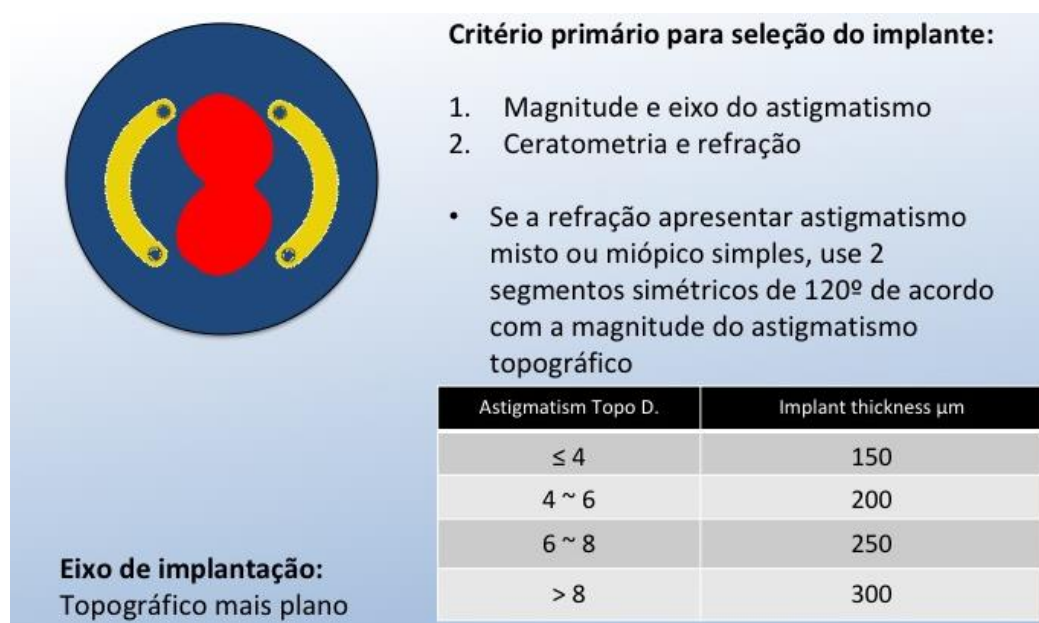 Critério primário para seleção do implante:
1. Magnitude e eixo do astigmatismo
2. Ceratometria e refração
• Se a refração apresentar astigmatismo
misto ou miópico simples, use 2
segmentos simétricos de 120º de acordo
com a magnitude do astigmatismo
topográfico
Astigmatism Topo D. Implant thickness µm
≤ 4 150
4 ~ 6 200
6 ~ 8 250
> 8 300
Eixo de implantação:
Topográfico mais plano